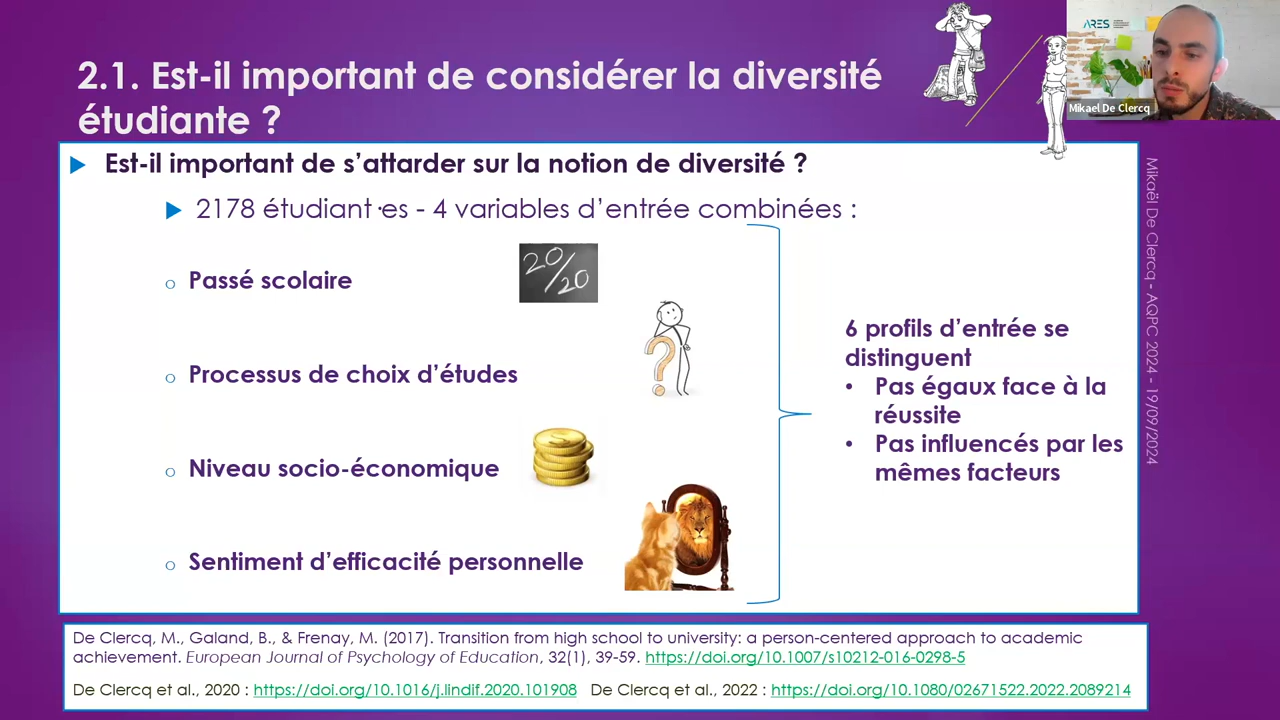 2.1. Est-il important de considérer la diversité
étudiante ?
ARES
Mikael De Clercq
Est-il important de s'attarder sur la notion de diversité ?
2178 étudiant·es - 4 variables d'entrée combinées :
Passé scolaire
20/20
Processus de choix d'études
?
Niveau socio-économique
Sentiment d'efficacité personnelle
6 profils d'entrée se
distinguent
• Pas égaux face à la
réussite
• Pas influencés par les
mêmes facteurs
Mikaël De Clercq - AQPC 2024 - 19/09/2024
De Clercq, M., Galand, B., & Frenay, M. (2017). Transition from high school to university: a person-centered approach to academic
achievement. European Journal of Psychology of Education, 32(1), 39-59. https://doi.org/10.1007/s10212-016-0298-5
De Clercq et al., 2020 : https://doi.org/10.1016/j.lindif.2020.101908 De Clercq et al., 2022 : https://doi.org/10.1080/02671522.2022.2089214